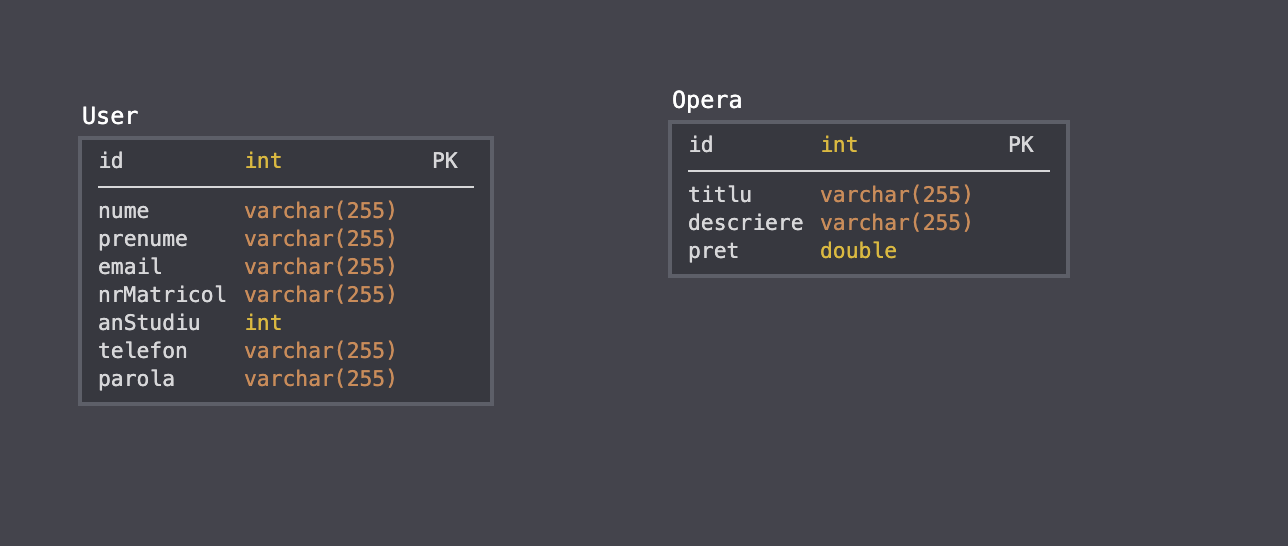 User
id int PK
nume varchar(255)
prenume varchar(255)
email varchar(255)
nrMatricol varchar(255)
anStudiu int
telefon varchar(255)
parola varchar(255)
Opera
id int PK
titlu varchar(255)
descriere varchar(255)
pret double